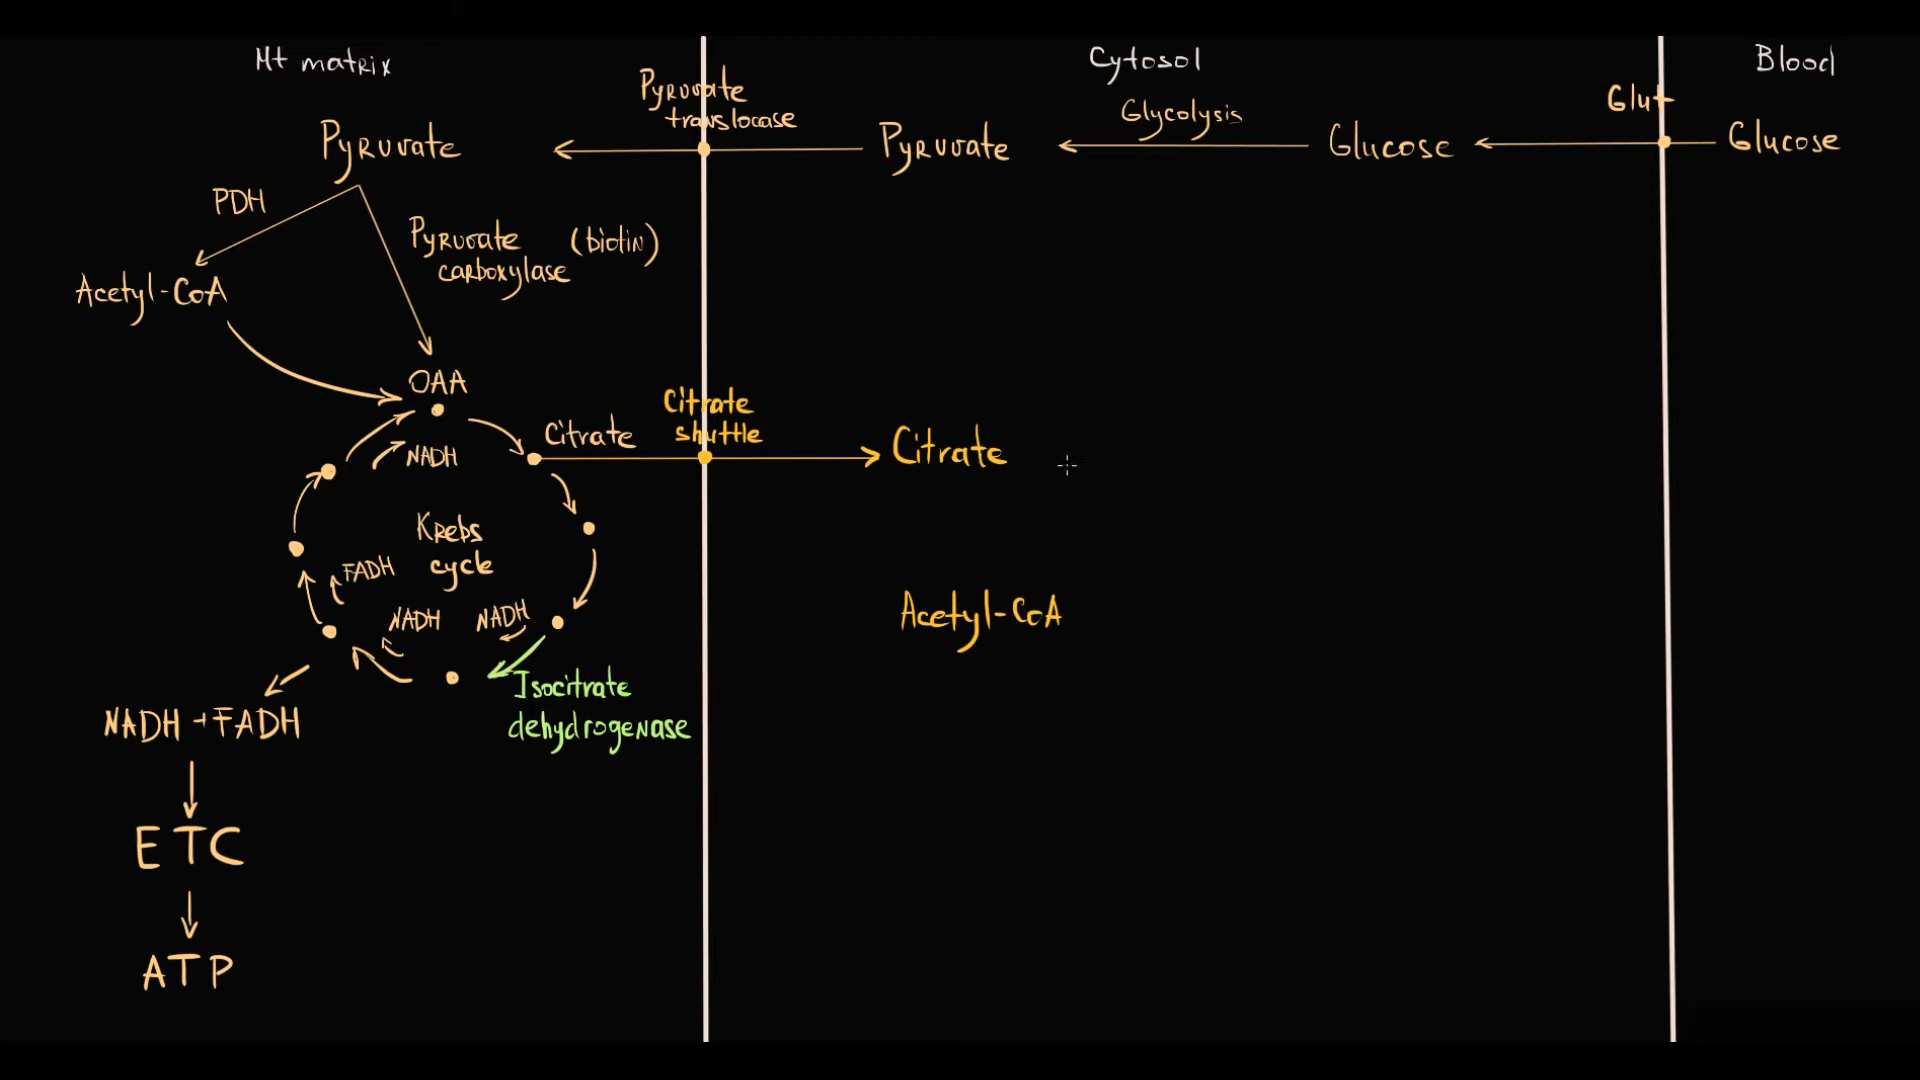 Mt matrix
Cytosol
Blood
Pyruvate
translocase
Glycolysis
Glut
Pyruvate
Pyruvate
Glucose
Glucose
PDH
Pyruvate (biotin)
carboxylase
Acetyl-CoA
OAA
Citrate
Citrate
shuttle
Citrate
NADH
Krebs
cycle
FADH
NADH
NADH
Acetyl-CoA
Isocitrate
dehydrogenase
NADH + FADH
ETC
ATP